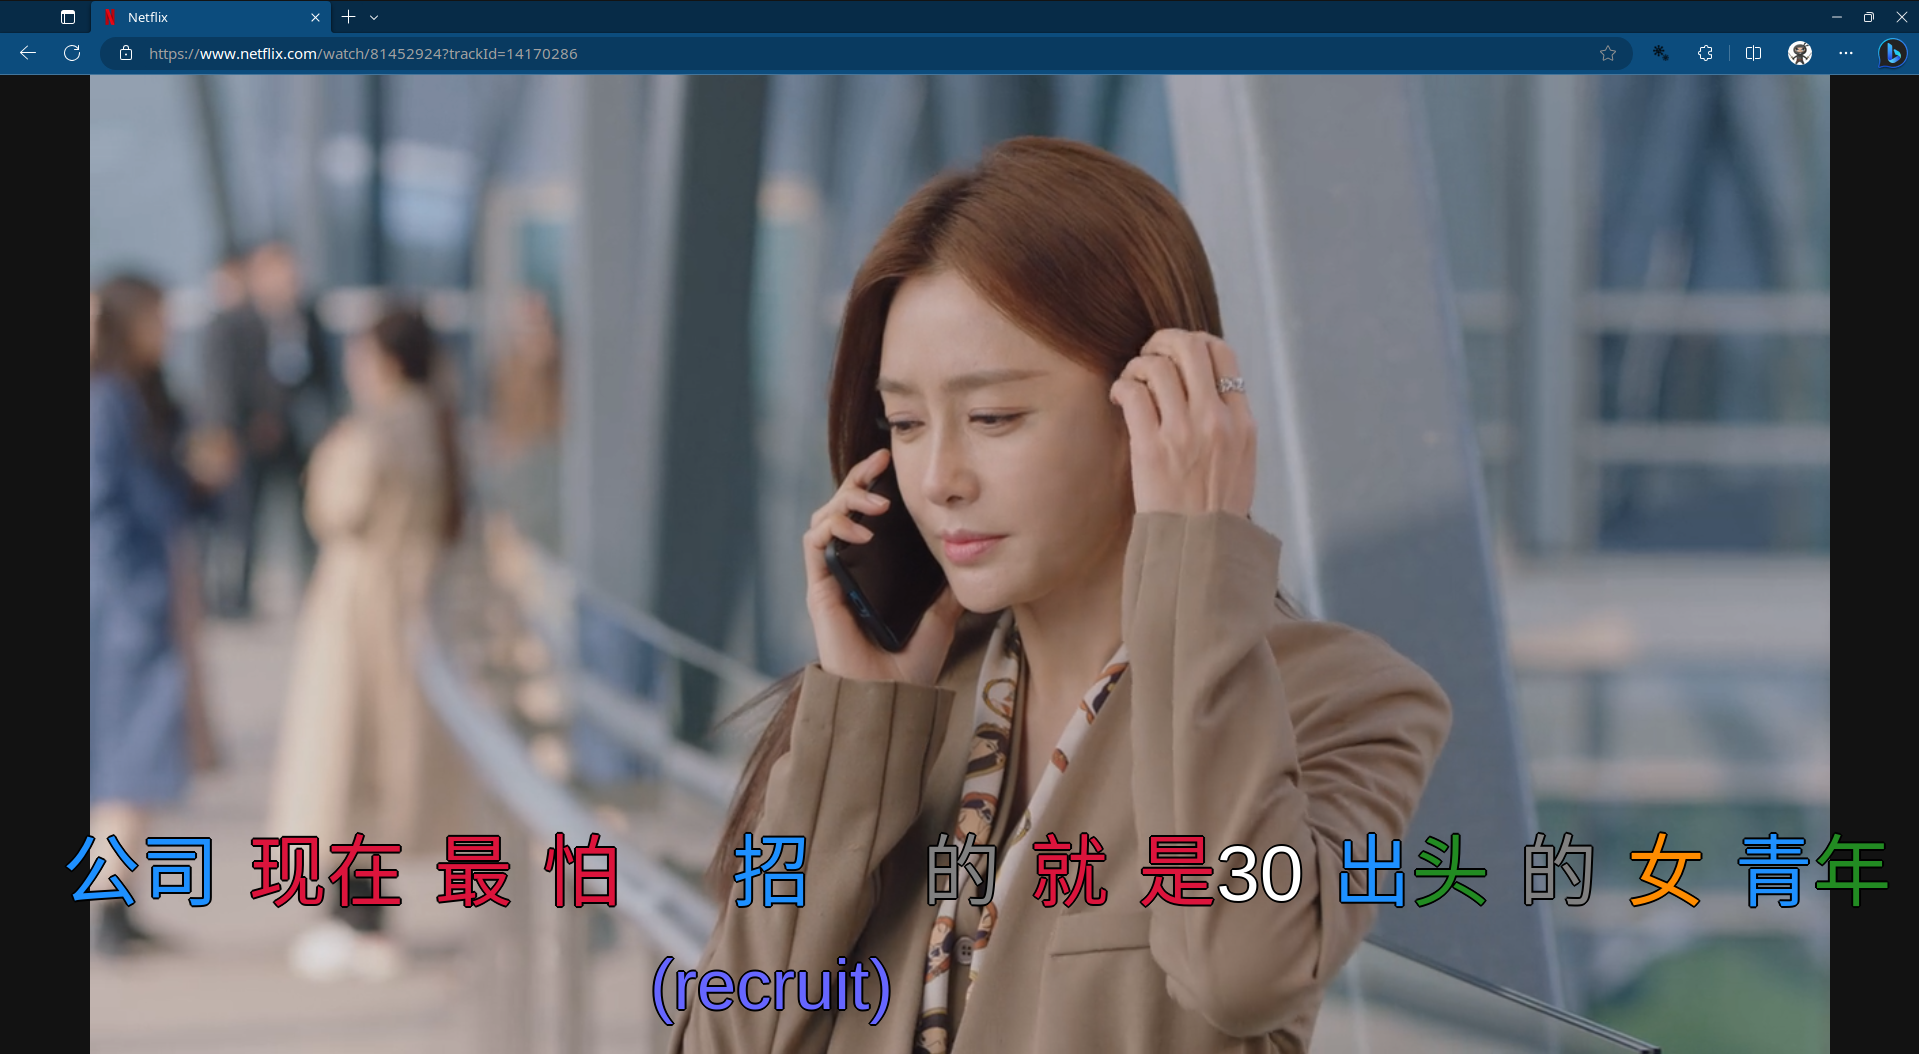 Netflix
https://www.netflix.com/watch/81452924?trackId=14170286
公司 现在 最 怕 招 的 就 是30 出头 的 女 青年
(recruit)